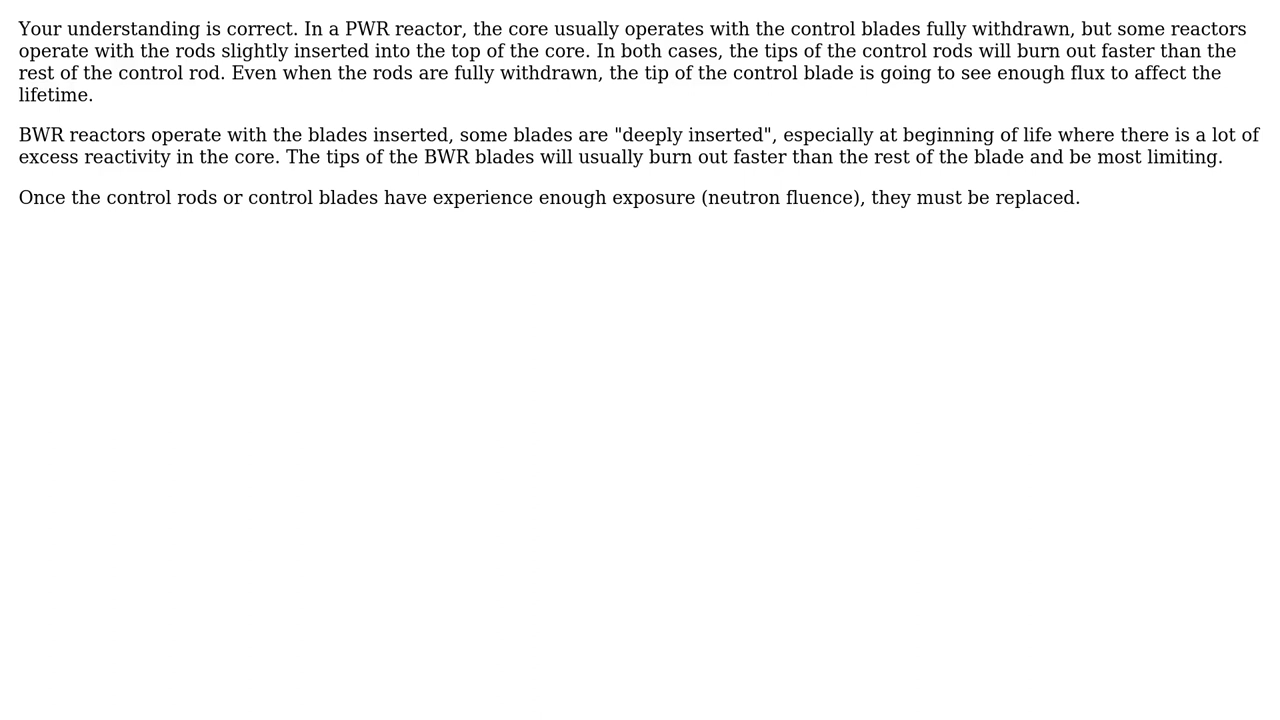 Your understanding is correct. In a PWR reactor, the core usually operates with the control blades fully withdrawn, but some reactors
operate with the rods slightly inserted into the top of the core. In both cases, the tips of the control rods will burn out faster than the
rest of the control rod. Even when the rods are fully withdrawn, the tip of the control blade is going to see enough flux to affect the
lifetime.
BWR reactors operate with the blades inserted, some blades are "deeply inserted", especially at beginning of life where there is a lot of
excess reactivity in the core. The tips of the BWR blades will usually burn out faster than the rest of the blade and be most limiting.
Once the control rods or control blades have experience enough exposure (neutron fluence), they must be replaced.